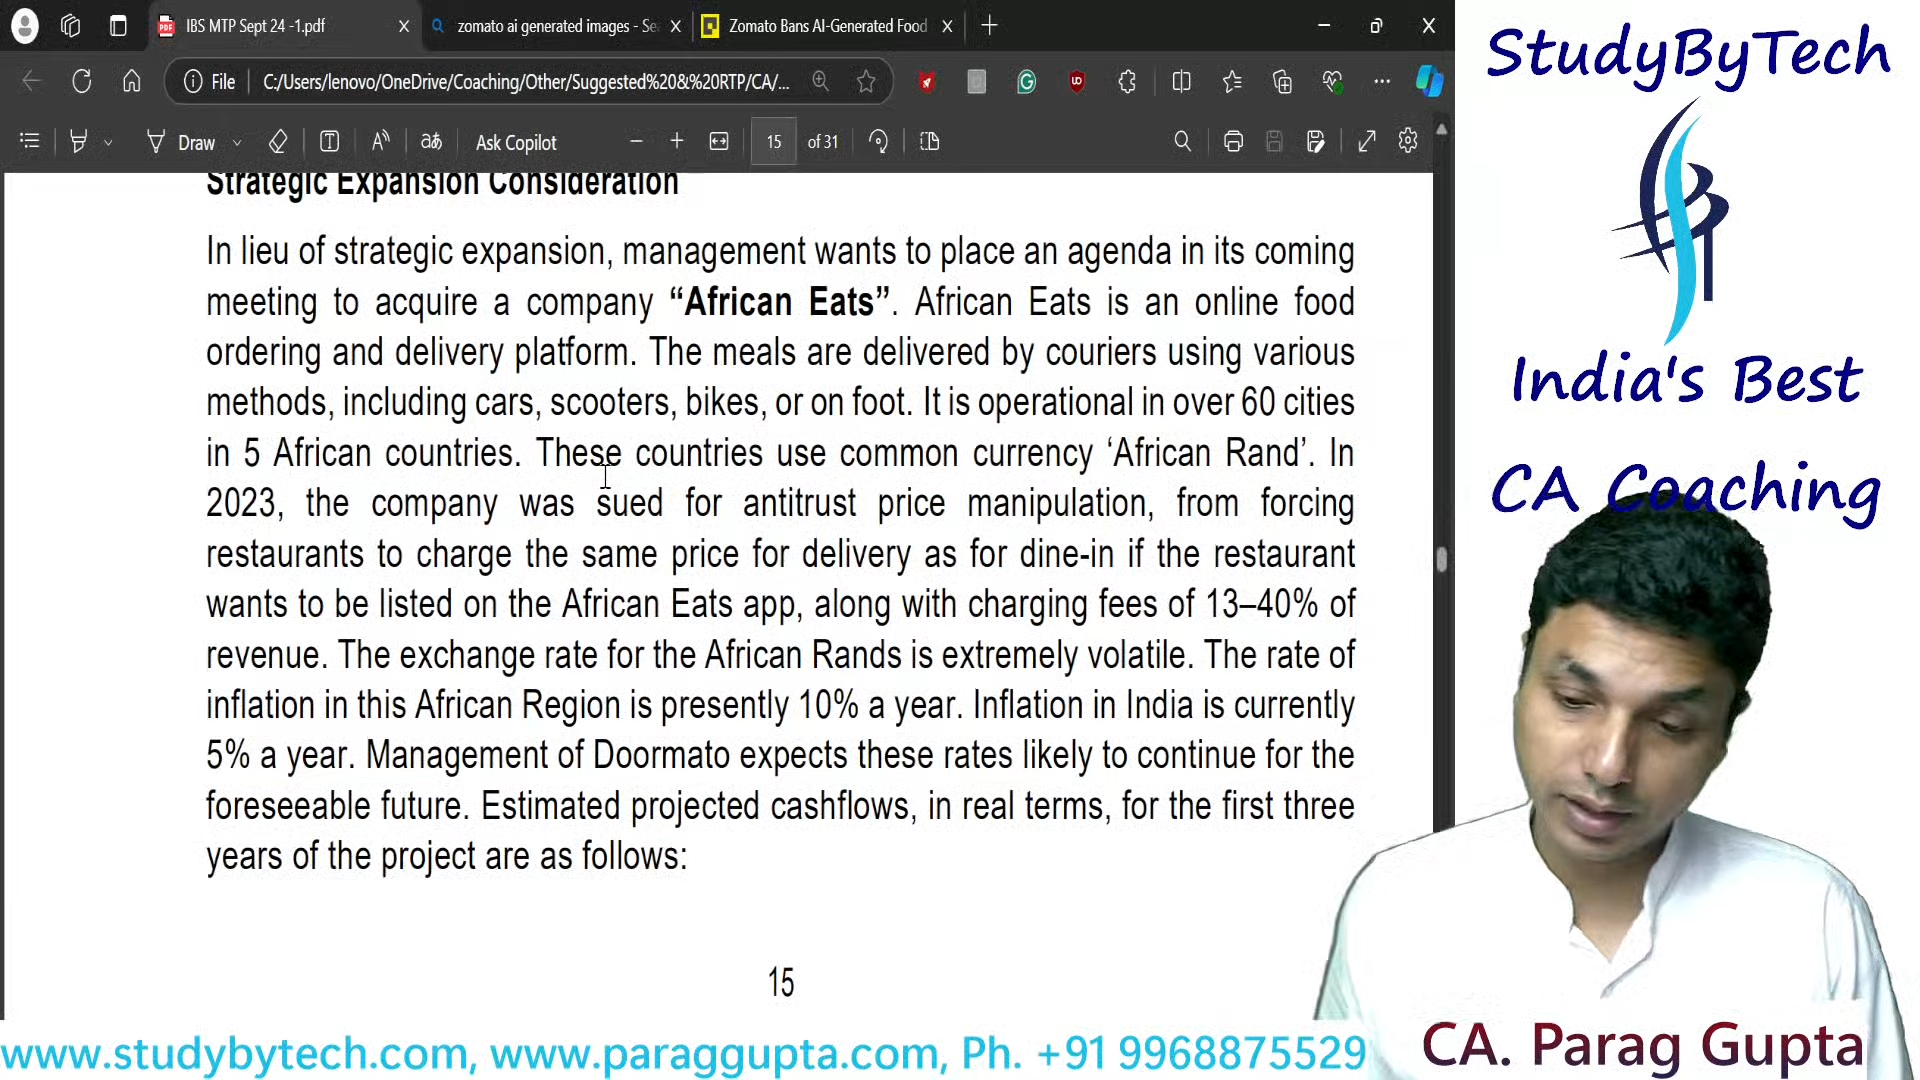 IBS MTP Sept 24 -1.pdf
zomato ai generated images - Se
Zomato Bans AI-Generated Food
StudyByTech
File
C:/Users/lenovo/OneDrive/Coaching/Other/Suggested%20&%20RTP/CA/...
Draw
Ask Copilot
15 of 31
Strategic Expansion Consideration
In lieu of strategic expansion, management wants to place an agenda in its coming
meeting to acquire a company “African Eats”. African Eats is an online food
ordering and delivery platform. The meals are delivered by couriers using various
methods, including cars, scooters, bikes, or on foot. It is operational in over 60 cities
in 5 African countries. These countries use common currency ‘African Rand’. In
2023, the company was sued for antitrust price manipulation, from forcing
restaurants to charge the same price for delivery as for dine-in if the restaurant
wants to be listed on the African Eats app, along with charging fees of 13–40% of
revenue. The exchange rate for the African Rands is extremely volatile. The rate of
inflation in this African Region is presently 10% a year. Inflation in India is currently
5% a year. Management of Doormato expects these rates likely to continue for the
foreseeable future. Estimated projected cashflows, in real terms, for the first three
years of the project are as follows:
15
India's Best
CA Coaching
www.studybytech.com, www.paraggupta.com, Ph. +91 9968875529
CA. Parag Gupta